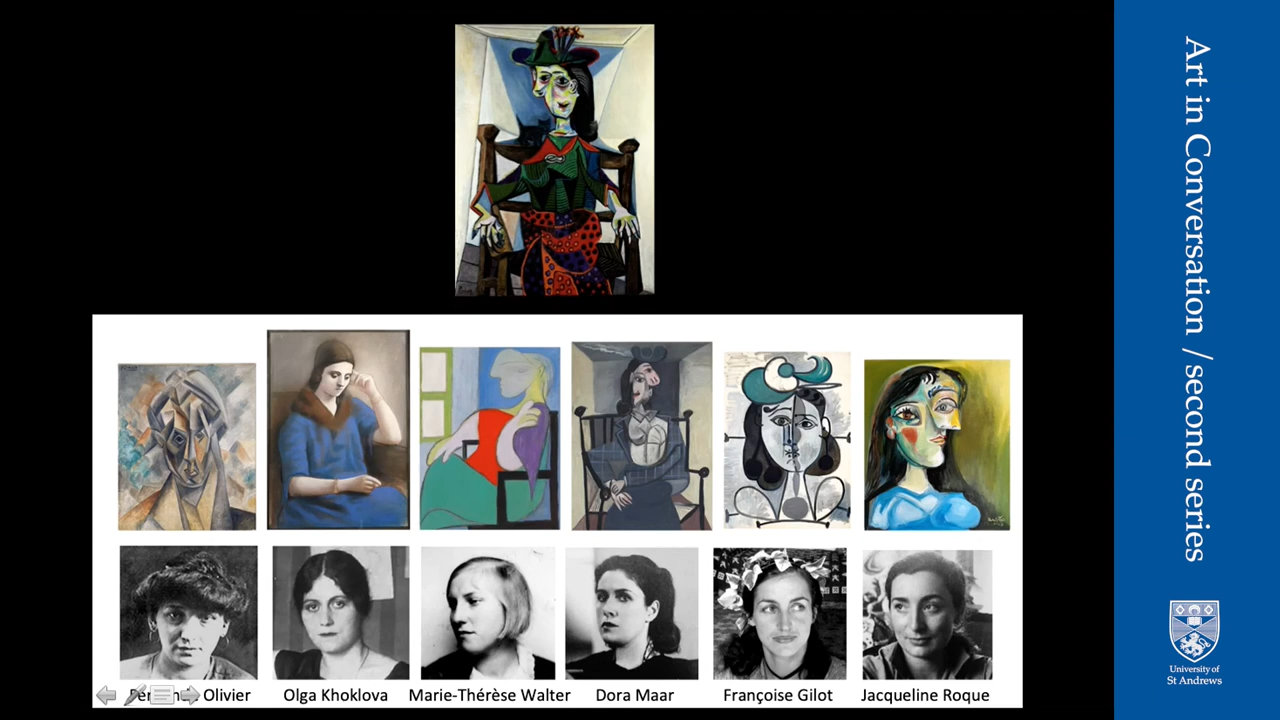 Art in Conversation / second series
Olivier
Olga Khoklova
Marie-Thérèse Walter
Dora Maar
Françoise Gilot
Jacqueline Roque
University of
St Andrews